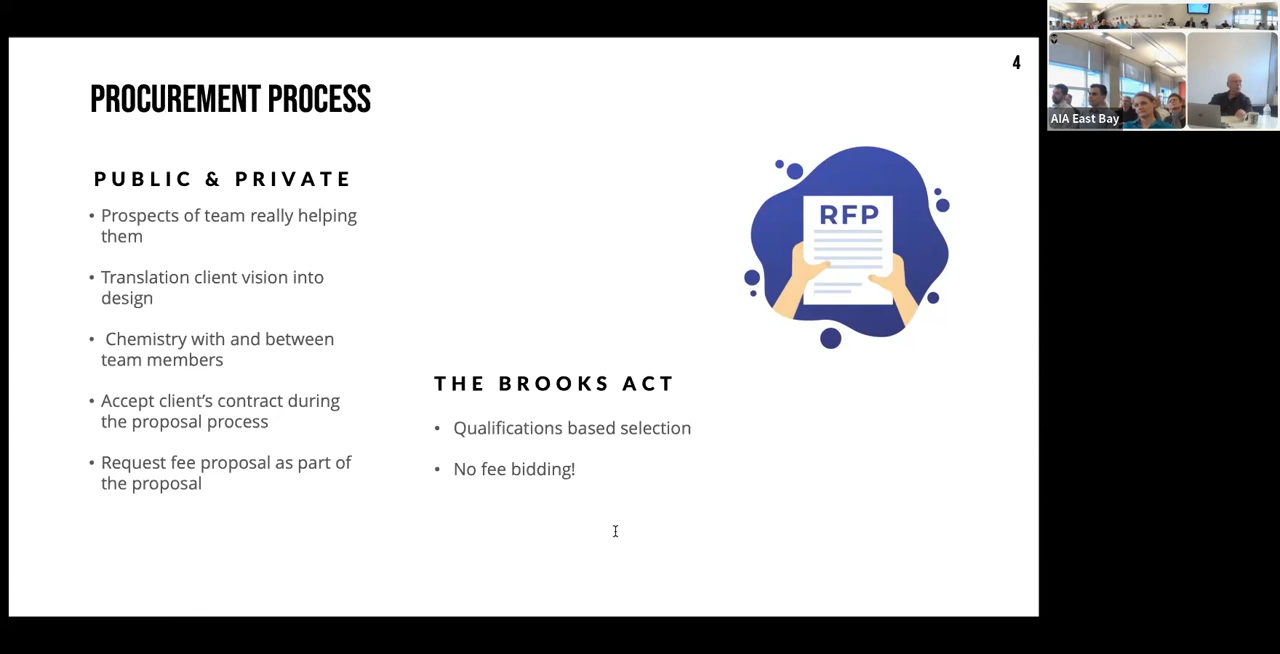 4
PROCUREMENT PROCESS
PUBLIC & PRIVATE
• Prospects of team really helping
them
• Translation client vision into
design
• Chemistry with and between
team members
• Accept client’s contract during
the proposal process
• Request fee proposal as part of
the proposal
RFP
THE BROOKS ACT
• Qualifications based selection
• No fee bidding!
AIA East Bay